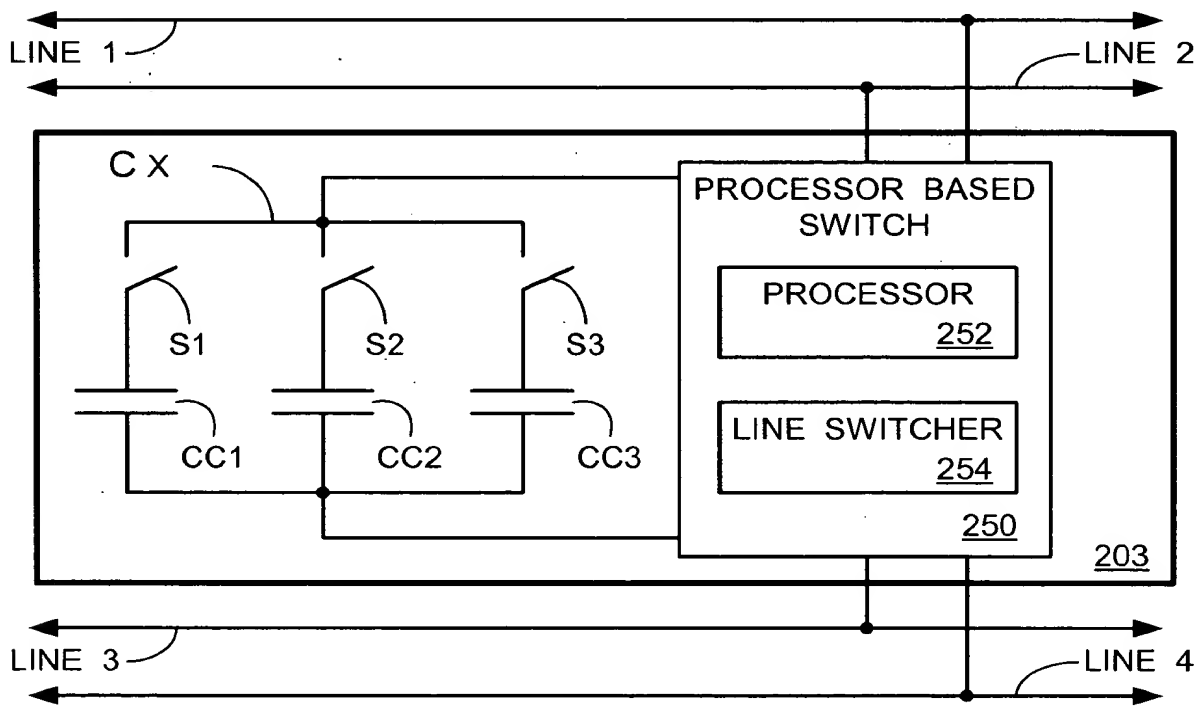 LINE 1
LINE 2
C X
PROCESSOR BASED
SWITCH
PROCESSOR
252
S1
S2
S3
LINE SWITCHER
254
CC1
CC2
CC3
250
203
LINE 3
LINE 4